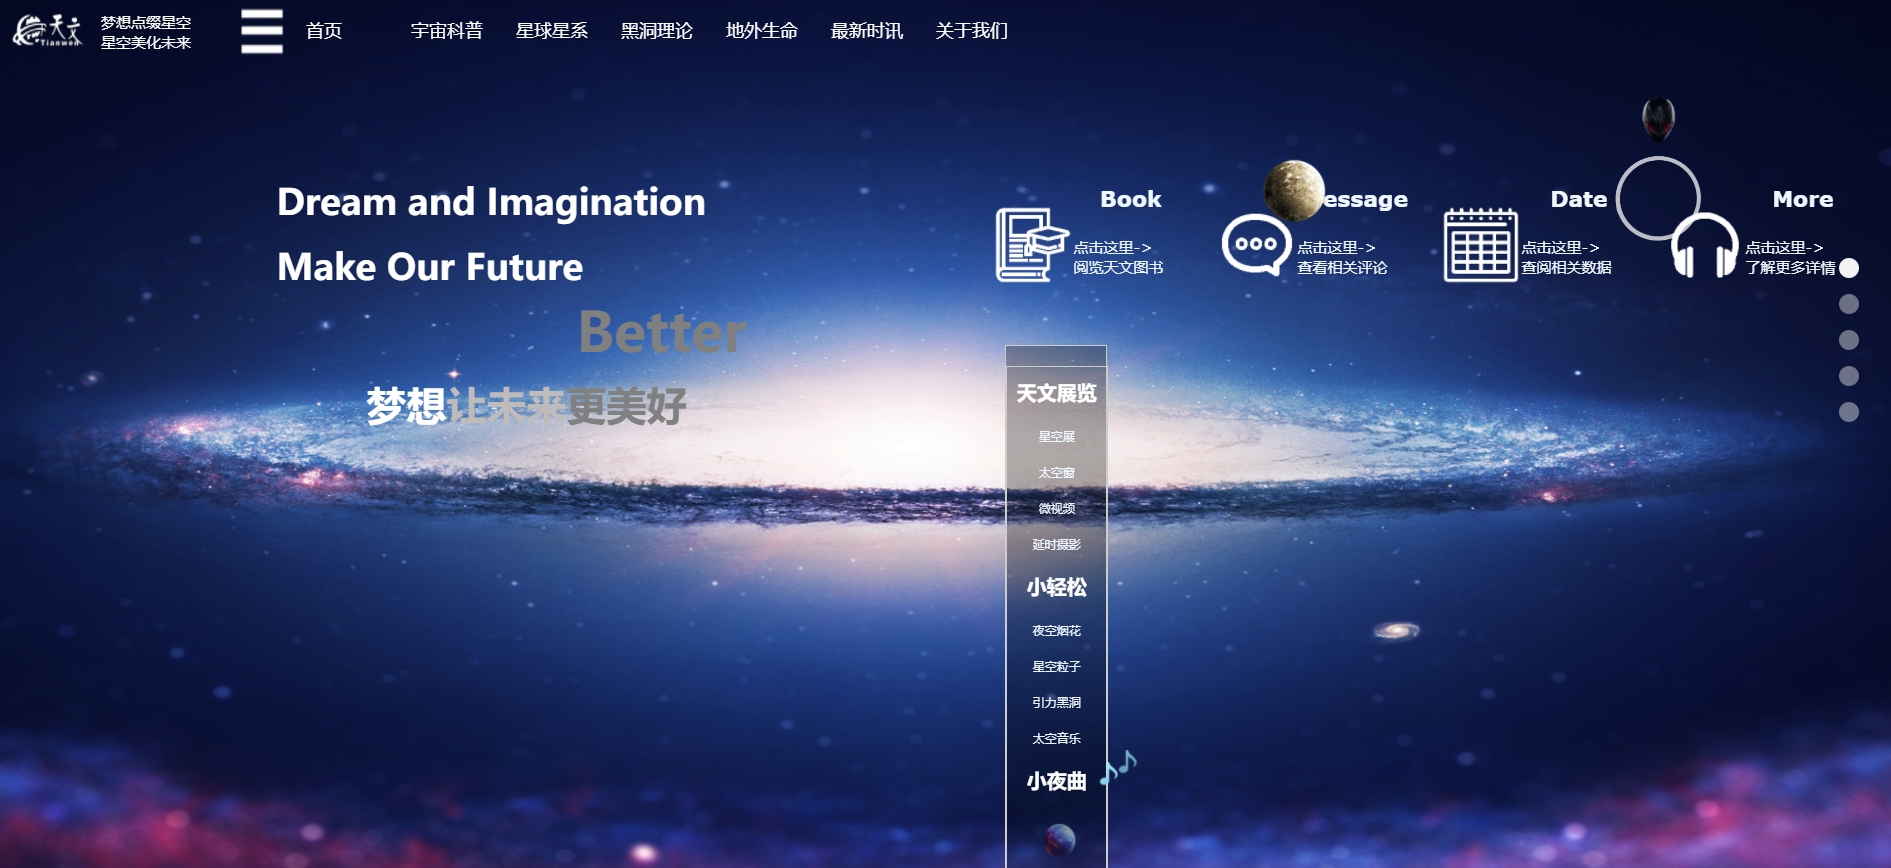 天文
Tianwen
梦想点缀星空
星空美化未来
首页
宇宙科普
星球星系
黑洞理论
地外生命
最新时讯
关于我们
Dream and Imagination
Make Our Future
Better
梦想让未来更美好
Book
点击这里->
阅览天文图书
essage
点击这里->
查看相关评论
Date
点击这里->
查阅相关数据
More
点击这里->
了解更多详情
天文展览
星空展
太空窗
微视频
延时摄影
小轻松
夜空烟花
星空粒子
引力黑洞
太空音乐
小夜曲